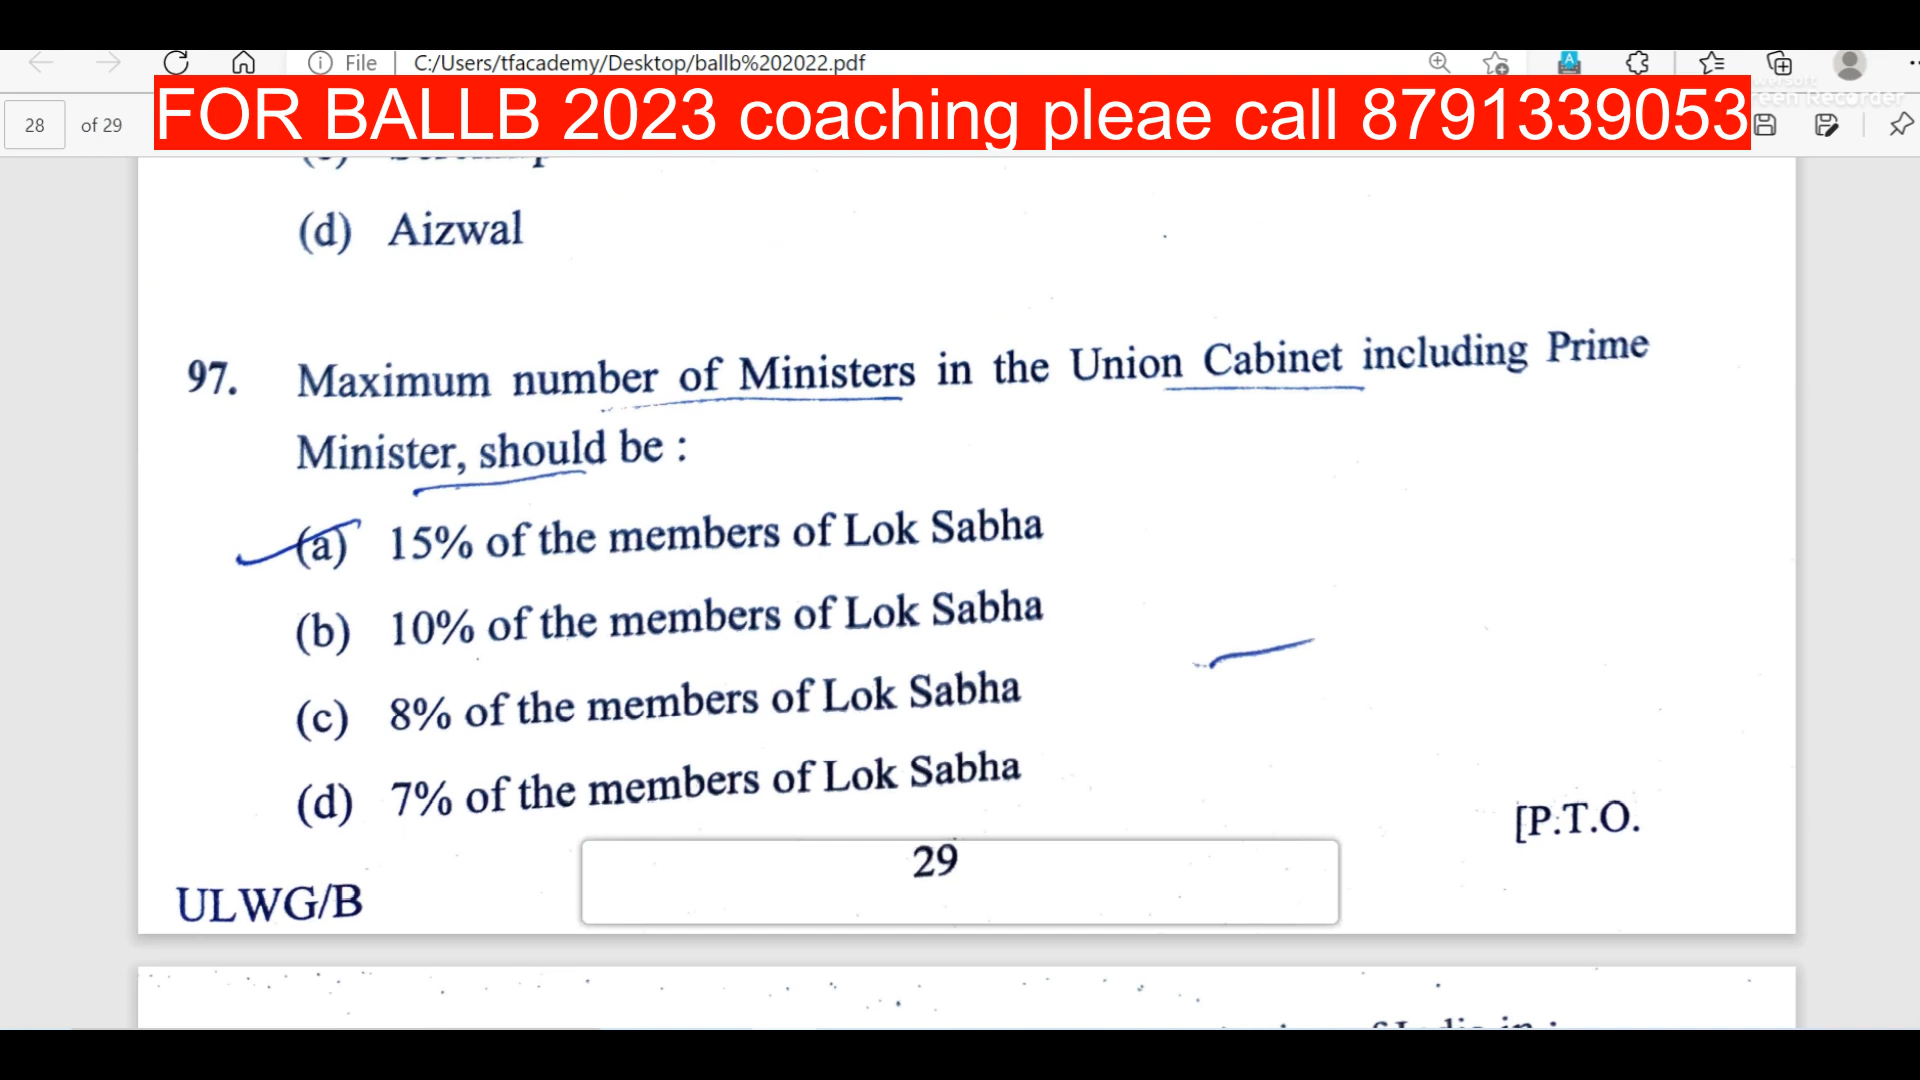 File C:/Users/tfacademy/Desktop/ballb%202022.pdf
FOR BALLB 2023 coaching pleae call 8791339053
28 of 29
(d) Aizwal
97. Maximum number of Ministers in the Union Cabinet including Prime
Minister, should be :
(a) 15% of the members of Lok Sabha
(b) 10% of the members of Lok Sabha
(c) 8% of the members of Lok Sabha
(d) 7% of the members of Lok Sabha
[P.T.O.
29
ULWG/B